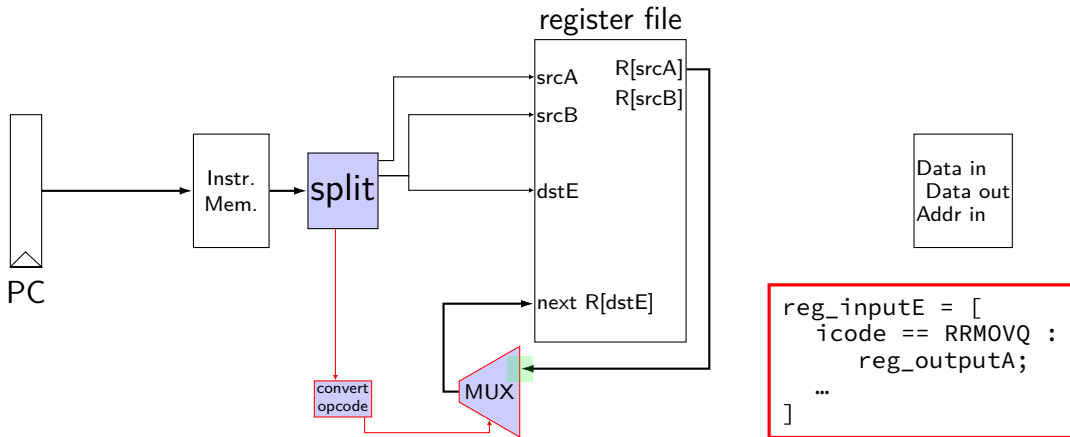 register file
srcA
R[srcA]
R[srcB]
srcB
Instr.
Mem.
split
dstE
Data in
Data out
Addr in
PC
next R[dstE]
reg_inputE = [
icode == RRMOVQ :
reg_outputA;
…
]
convert
opcode
MUX